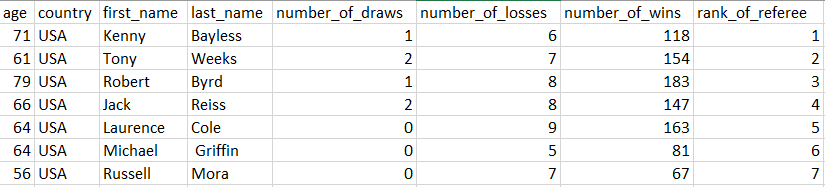 age country first_name last_name number_of_draws number_of_losses number_of_wins rank_of_referee
71 USA Kenny Bayless 1 6 118 1
61 USA Tony Weeks 2 7 154 2
79 USA Robert Byrd 1 8 183 3
66 USA Jack Reiss 2 8 147 4
64 USA Laurence Cole 0 9 163 5
64 USA Michael Griffin 0 5 81 6
56 USA Russell Mora 0 7 67 7